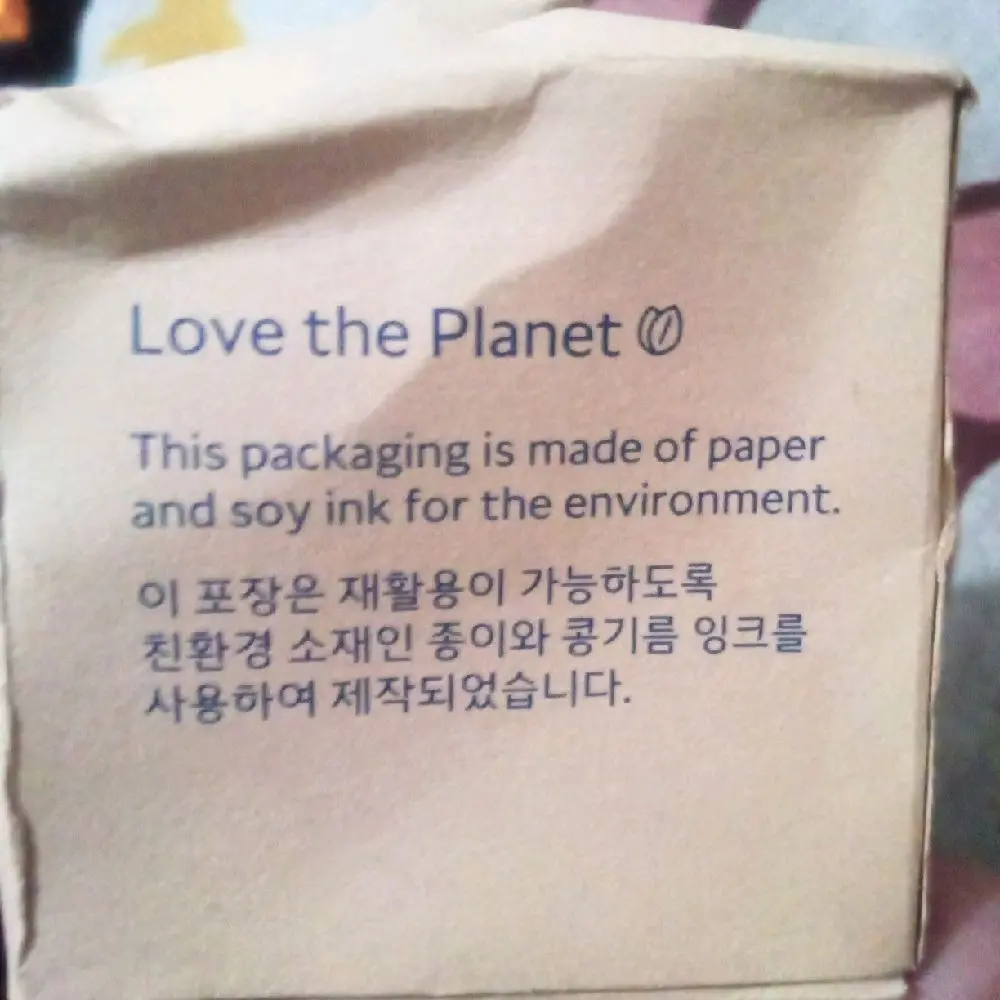 Love the Planet
This packaging is made of paper
and soy ink for the environment.
이 포장은 재활용이 가능하도록
친환경 소재인 종이와 콩기름 잉크를
사용하여 제작되었습니다.